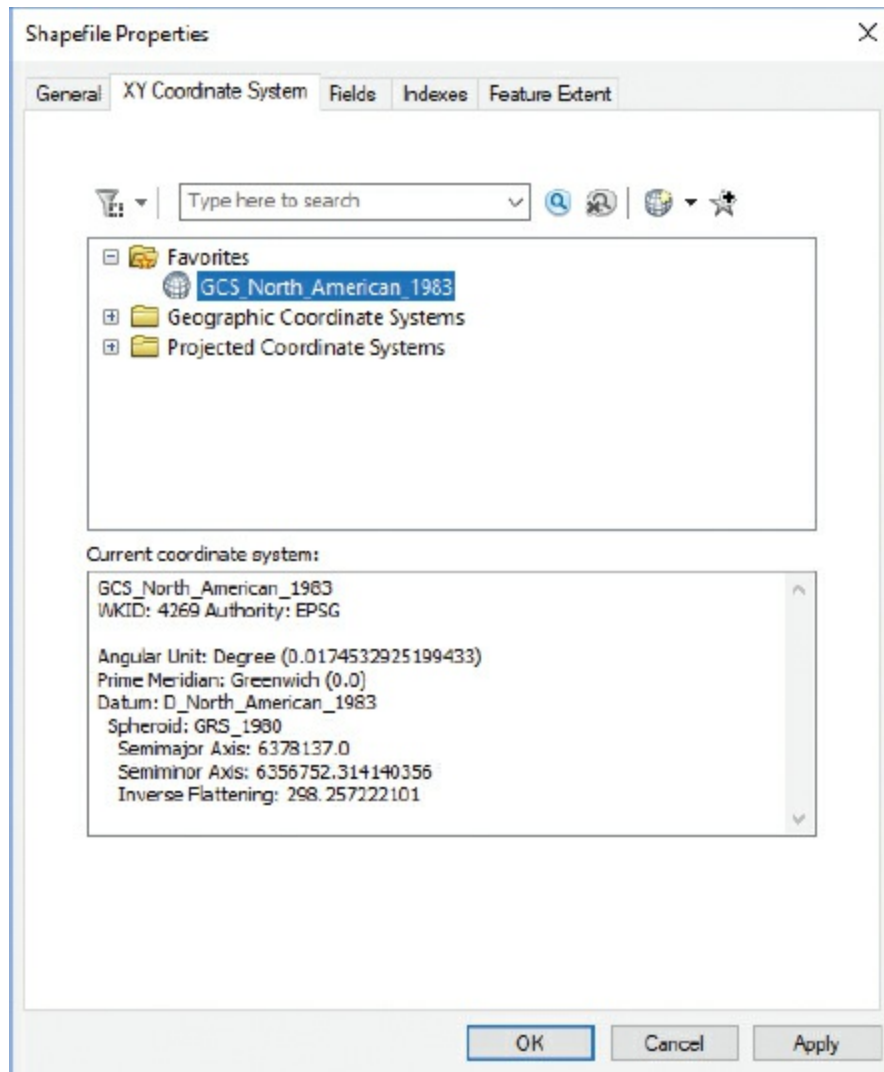 Shapefile Properties
General XY Coordinate System Fields Indexes Feature Extent
Type here to search
Favorites
GCS_North_American_1983
Geographic Coordinate Systems
Projected Coordinate Systems
Current coordinate system:
GCS_North_American_1983
WKID: 4269 Authority: EPSG
Angular Unit: Degree (0.0174532925199433)
Prime Meridian: Greenwich (0.0)
Datum: D_North_American_1983
Spheroid: GRS_1980
Semimajor Axis: 6378137.0
Semiminor Axis: 6356752.314140356
Inverse Flattening: 298.257222101
OK Cancel Apply